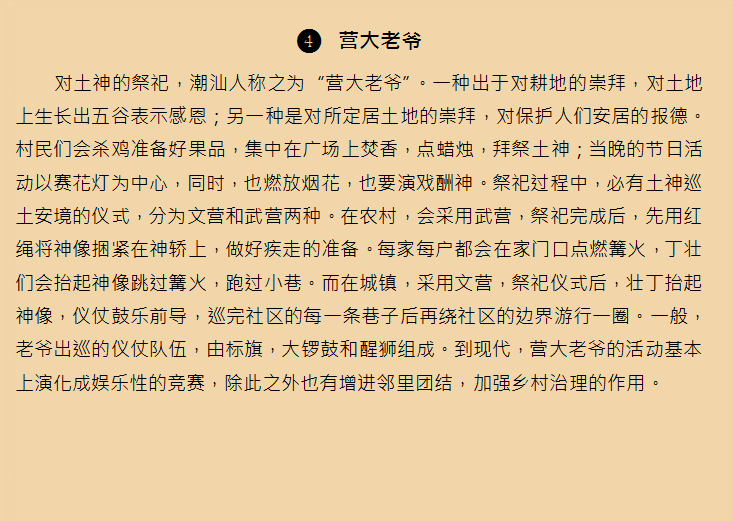 ❹ 营大老爷
对土神的祭祀，潮汕人称之为“营大老爷”。一种出于对耕地的崇拜，对土地
上生长出五谷表示感恩；另一种是对所定居土地的崇拜，对保护人们安居的报德。
村民们会杀鸡准备好果品，集中在广场上焚香，点蜡烛，拜祭土神；当晚的节日活
动以赛花灯为中心，同时，也燃放烟花，也要演戏酬神。祭祀过程中，必有土神巡
土安境的仪式，分为文营和武营两种。在农村，会采用武营，祭祀完成后，先用红
绳将神像捆紧在神轿上，做好疾走的准备。每家每户都会在家门口点燃篝火，丁壮
们会抬起神像跳过篝火，跑过小巷。而在城镇，采用文营，祭祀仪式后，壮丁抬起
神像，仪仗鼓乐前导，巡完社区的每一条巷子后再绕社区的边界游行一圈。一般，
老爷出巡的仪仗队伍，由标旗，大锣鼓和醒狮组成。到现代，营大老爷的活动基本
上演化成娱乐性的竞赛，除此之外也有增进邻里团结，加强乡村治理的作用。